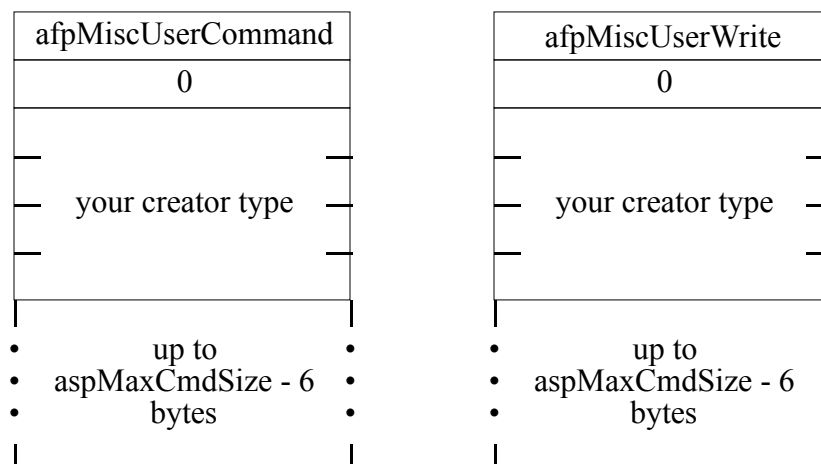 afpMiscUserCommand
0
your creator type
up to
aspMaxCmdSize - 6
bytes
afpMiscUserWrite
0
your creator type
up to
aspMaxCmdSize - 6
bytes